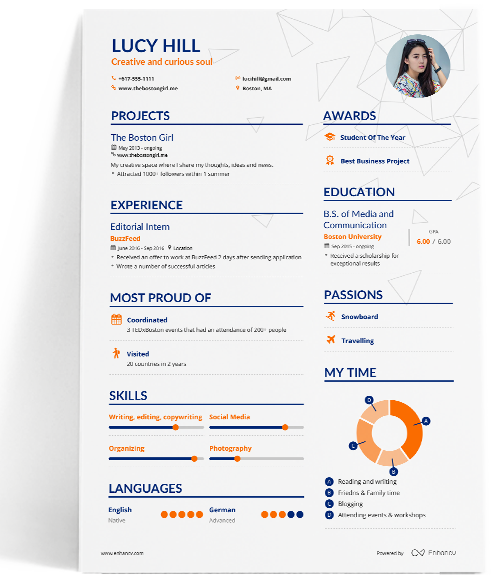 LUCY HILL
Creative and curious soul
+617-555-1111
lucihill@gmail.com
www.thebostongirl.me
Boston, MA
PROJECTS
The Boston Girl
May 2013 - ongoing
www.thebostongirl.me
My creative space where I share my thoughts, ideas and news.
Attracted 1000+ followers within 1 summer
EXPERIENCE
Editorial Intern
BuzzFeed
June 2016 - Sep 2016 Location
Received an offer to work at BuzzFeed 2 days after sending application
Wrote a number of successful articles
MOST PROUD OF
Coordinated
3 TEDxBoston events that had an attendance of 200+ people
Visited
20 countries in 2 years
SKILLS
Writing, editing, copywriting Social Media
Organizing Photography
LANGUAGES
English German
Native Advanced
AWARDS
Student Of The Year
Best Business Project
EDUCATION
B.S. of Media and
Communication
Boston University
Sep 2015 - ongoing
Received a scholarship for
exceptional results
GPA
6.00 / 6.00
PASSIONS
Snowboard
Travelling
MY TIME
D
A
C
B
A Reading and writing
B Friedns & Family time
C Blogging
D Attending events & workshops
www.enhancv.com
Powered by Enhancv